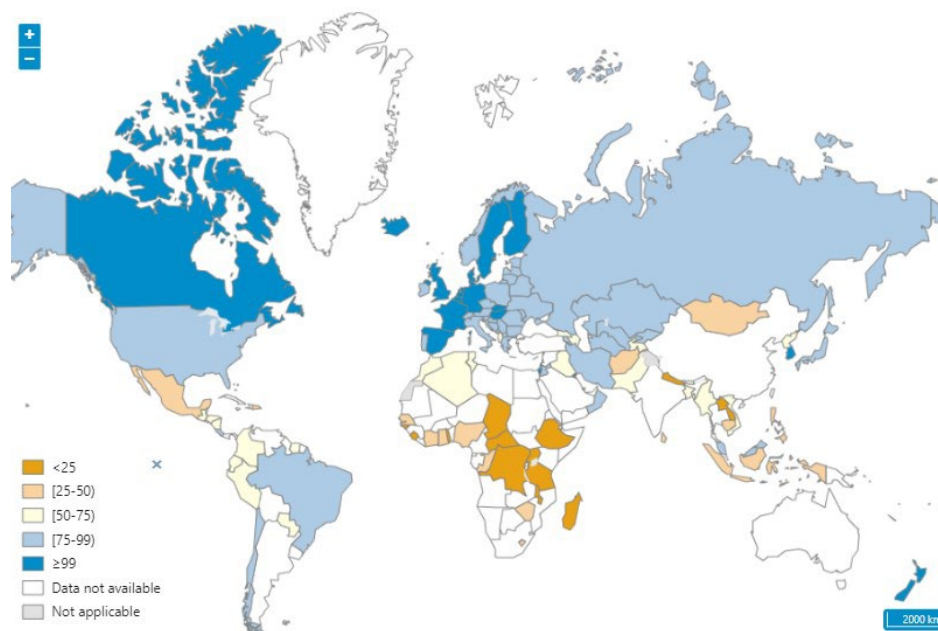 +
−
<25
[25-50)
[50-75)
[75-99)
≥99
Data not available
Not applicable
2000 km